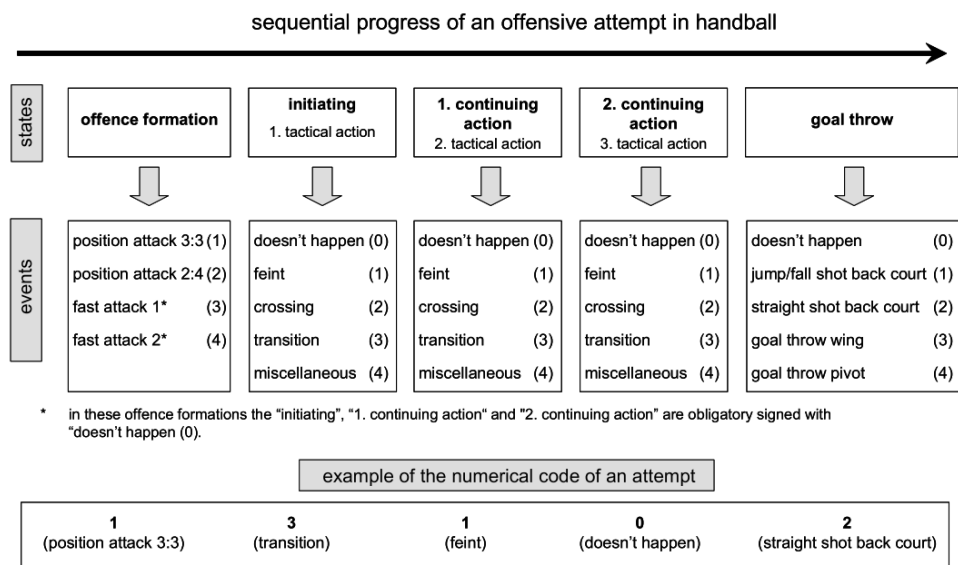 sequential progress of an offensive attempt in handball
states
offence formation
initiating
1. tactical action
1. continuing
action
2. tactical action
2. continuing
action
3. tactical action
goal throw
events
position attack 3:3 (1)
position attack 2:4 (2)
fast attack 1* (3)
fast attack 2* (4)
doesn't happen (0)
feint (1)
crossing (2)
transition (3)
miscellaneous (4)
doesn't happen (0)
feint (1)
crossing (2)
transition (3)
miscellaneous (4)
doesn't happen (0)
feint (1)
crossing (2)
transition (3)
miscellaneous (4)
doesn't happen (0)
jump/fall shot back court (1)
straight shot back court (2)
goal throw wing (3)
goal throw pivot (4)
* in these offence formations the “initiating”, “1. continuing action“ and "2. continuing action” are obligatory signed with
“doesn’t happen (0).
example of the numerical code of an attempt
1 3 1 0 2
(position attack 3:3) (transition) (feint) (doesn’t happen) (straight shot back court)